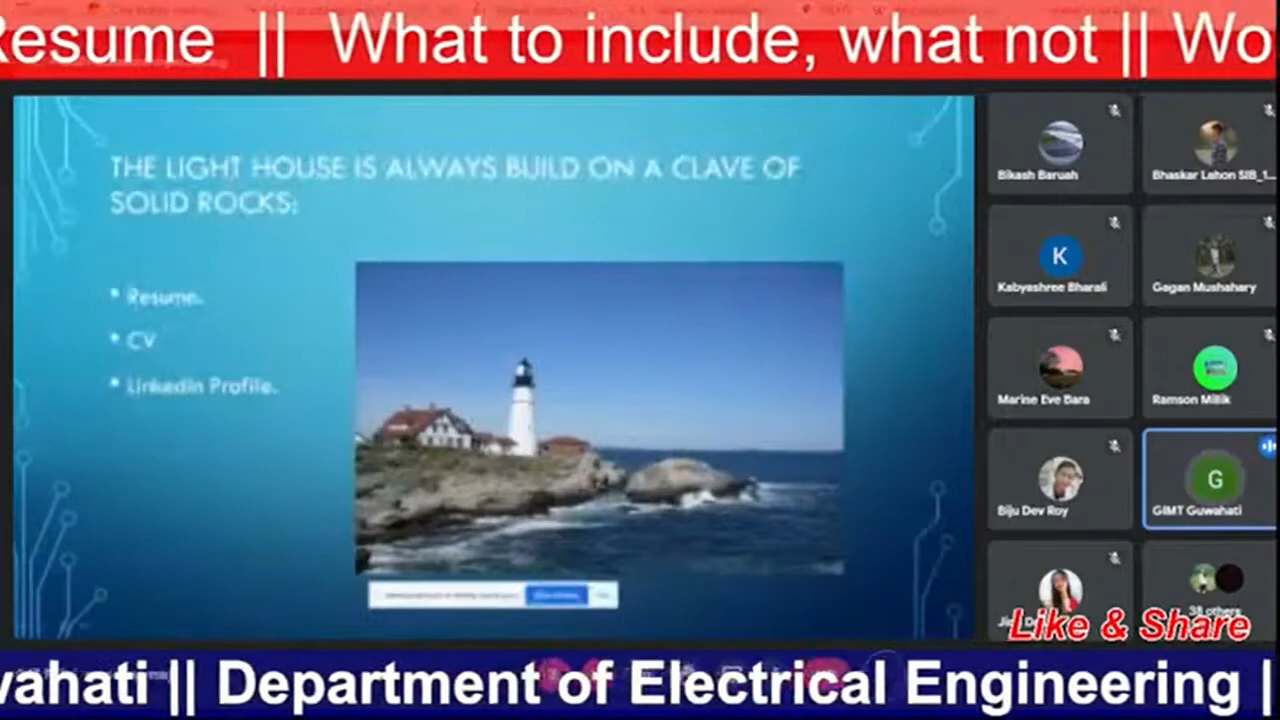 Resume || What to include, what not || Wo
THE LIGHT HOUSE IS ALWAYS BUILD ON A CLAVE OF
SOLID ROCKS:
Resume.
CV
LinkedIn Profile.
Bikash Baruah
Bhaskar Lahon SIB_1...
K
Kabyashree Bharali
Gagan Mushahary
Marine Eve Bara
Ramson Millik
Biju Dev Roy
G
GIMT Guwahati
38 others
Like & Share
wahati || Department of Electrical Engineering |